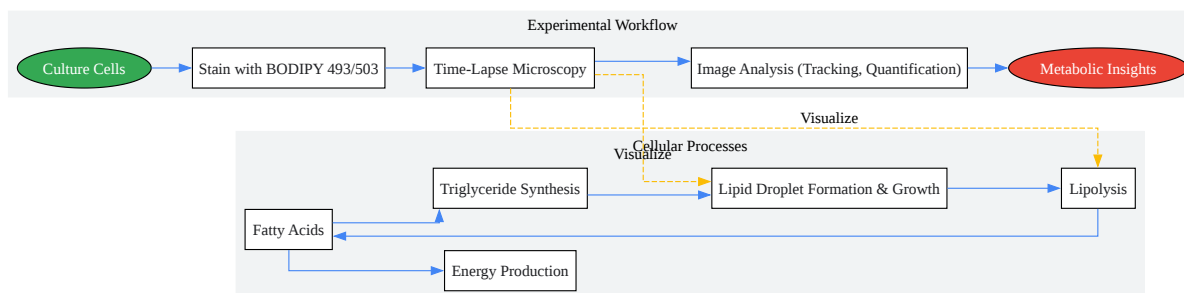 Experimental Workflow
Culture Cells
Stain with BODIPY 493/503
Time-Lapse Microscopy
Image Analysis (Tracking, Quantification)
Metabolic Insights
Visualize
Cellular Processes
Visualize
Triglyceride Synthesis
Lipid Droplet Formation & Growth
Lipolysis
Fatty Acids
Energy Production